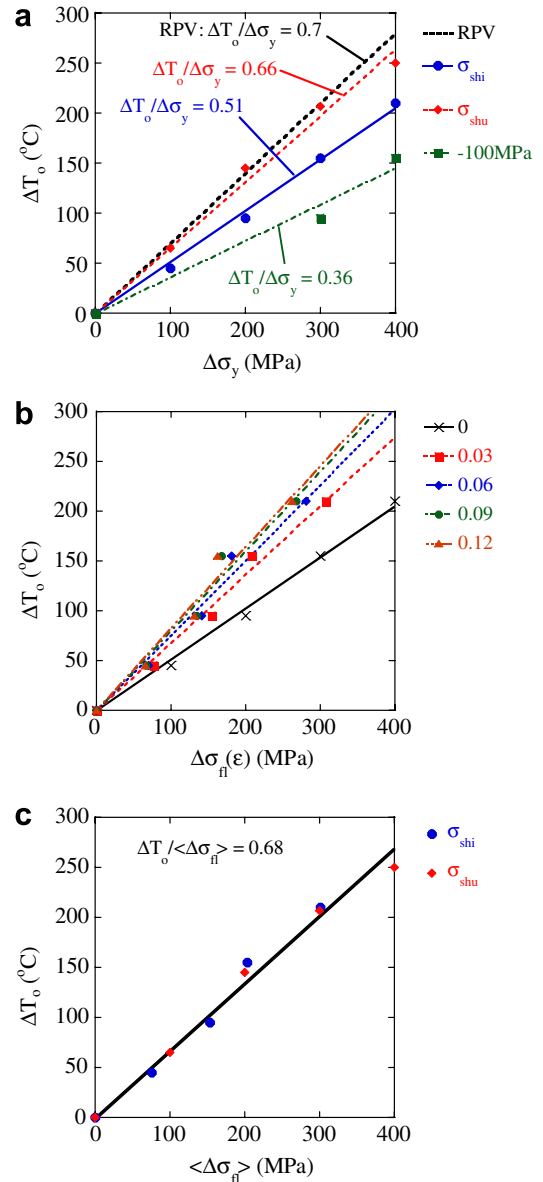 a
300
250
200
150
100
50
0
ΔT_o (°C)
RPV: ΔT_o/Δσ_y = 0.7
ΔT_o/Δσ_y = 0.66
ΔT_o/Δσ_y = 0.51
ΔT_o/Δσ_y = 0.36
RPV
σ_shi
σ_shu
-100MPa
0 100 200 300 400
Δσ_y (MPa)
b
300
250
200
150
100
50
0
ΔT_o (°C)
0
0.03
0.06
0.09
0.12
0 100 200 300 400
Δσ_fl(ε) (MPa)
c
300
250
200
150
100
50
0
ΔT_o (°C)
ΔT_o/<Δσ_fl> = 0.68
σ_shi
σ_shu
0 100 200 300 400
<Δσ_fl> (MPa)